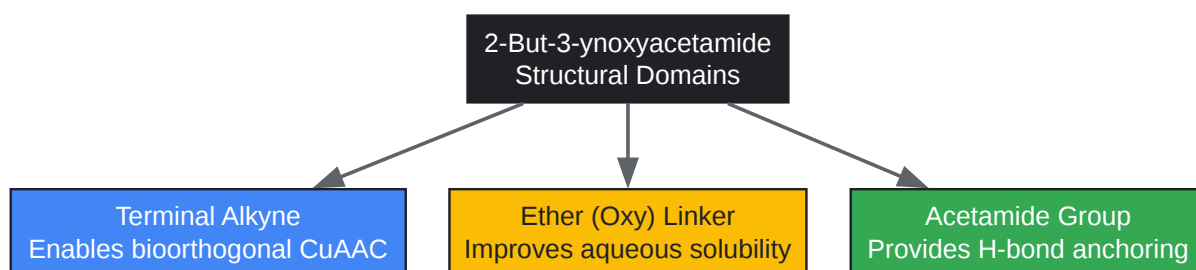 2-But-3-ynoxyacetamide
Structural Domains
Terminal Alkyne
Enables bioorthogonal CuAAC
Ether (Oxy) Linker
Improves aqueous solubility
Acetamide Group
Provides H-bond anchoring